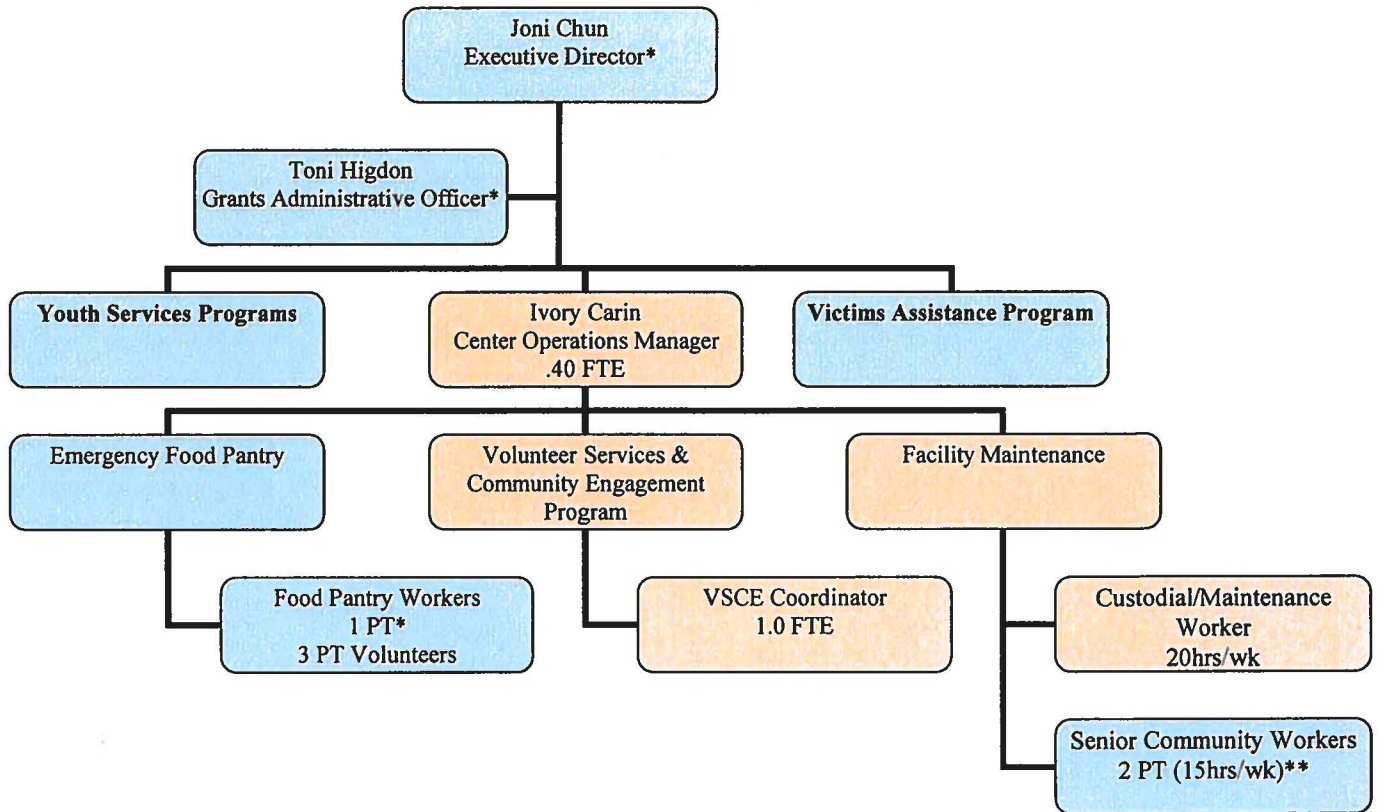 Joni Chun
Executive Director*
Toni Higdon
Grants Administrative Officer*
Youth Services Programs
Ivory Carin
Center Operations Manager
.40 FTE
Victims Assistance Program
Emergency Food Pantry
Volunteer Services &
Community Engagement
Program
Facility Maintenance
Food Pantry Workers
1 PT*
3 PT Volunteers
VSCE Coordinator
1.0 FTE
Custodial/Maintenance
Worker
20hrs/wk
Senior Community Workers
2 PT (15hrs/wk)**